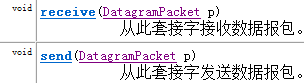 void receive(DatagramPacket p)
从此套接字接收数据报包。
void send(DatagramPacket p)
从此套接字发送数据报包。